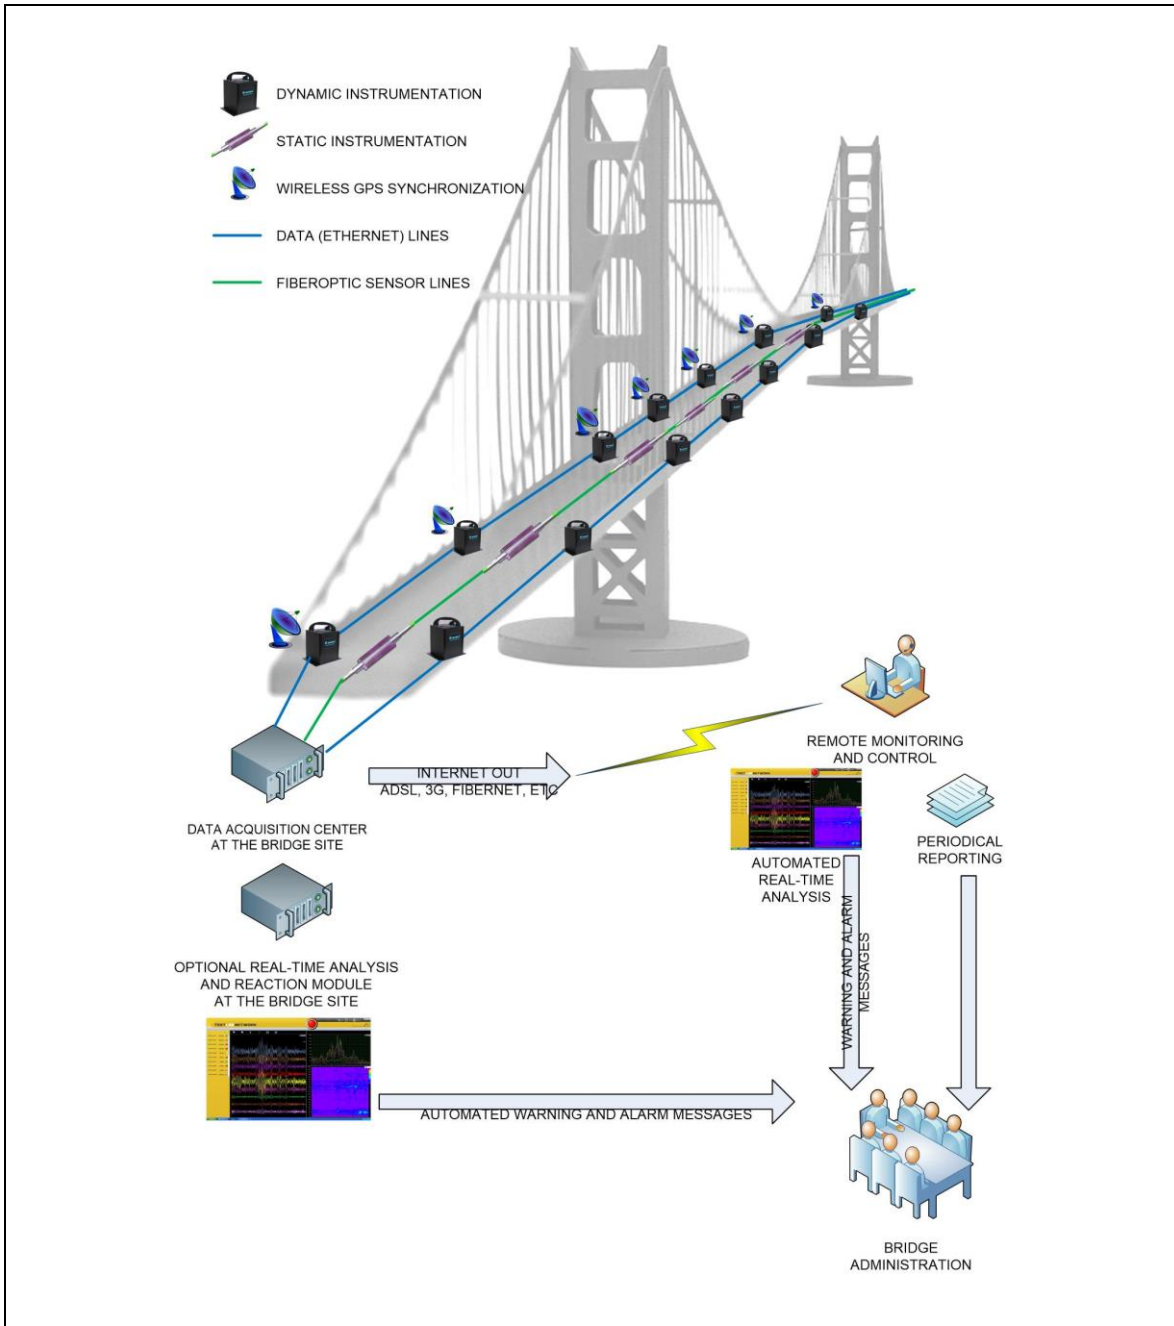 DYNAMIC INSTRUMENTATION
STATIC INSTRUMENTATION
WIRELESS GPS SYNCHRONIZATION
DATA (ETHERNET) LINES
FIBEROPTIC SENSOR LINES
REMOTE MONITORING
AND CONTROL
INTERNET OUT
ADSL, 3G, FIBERNET, ETC
DATA ACQUISITION CENTER
AT THE BRIDGE SITE
PERIODICAL
REPORTING
AUTOMATED
REAL-TIME
ANALYSIS
WARNING AND ALARM
MESSAGES
OPTIONAL REAL-TIME ANALYSIS
AND REACTION MODULE
AT THE BRIDGE SITE
AUTOMATED WARNING AND ALARM MESSAGES
BRIDGE
ADMINISTRATION